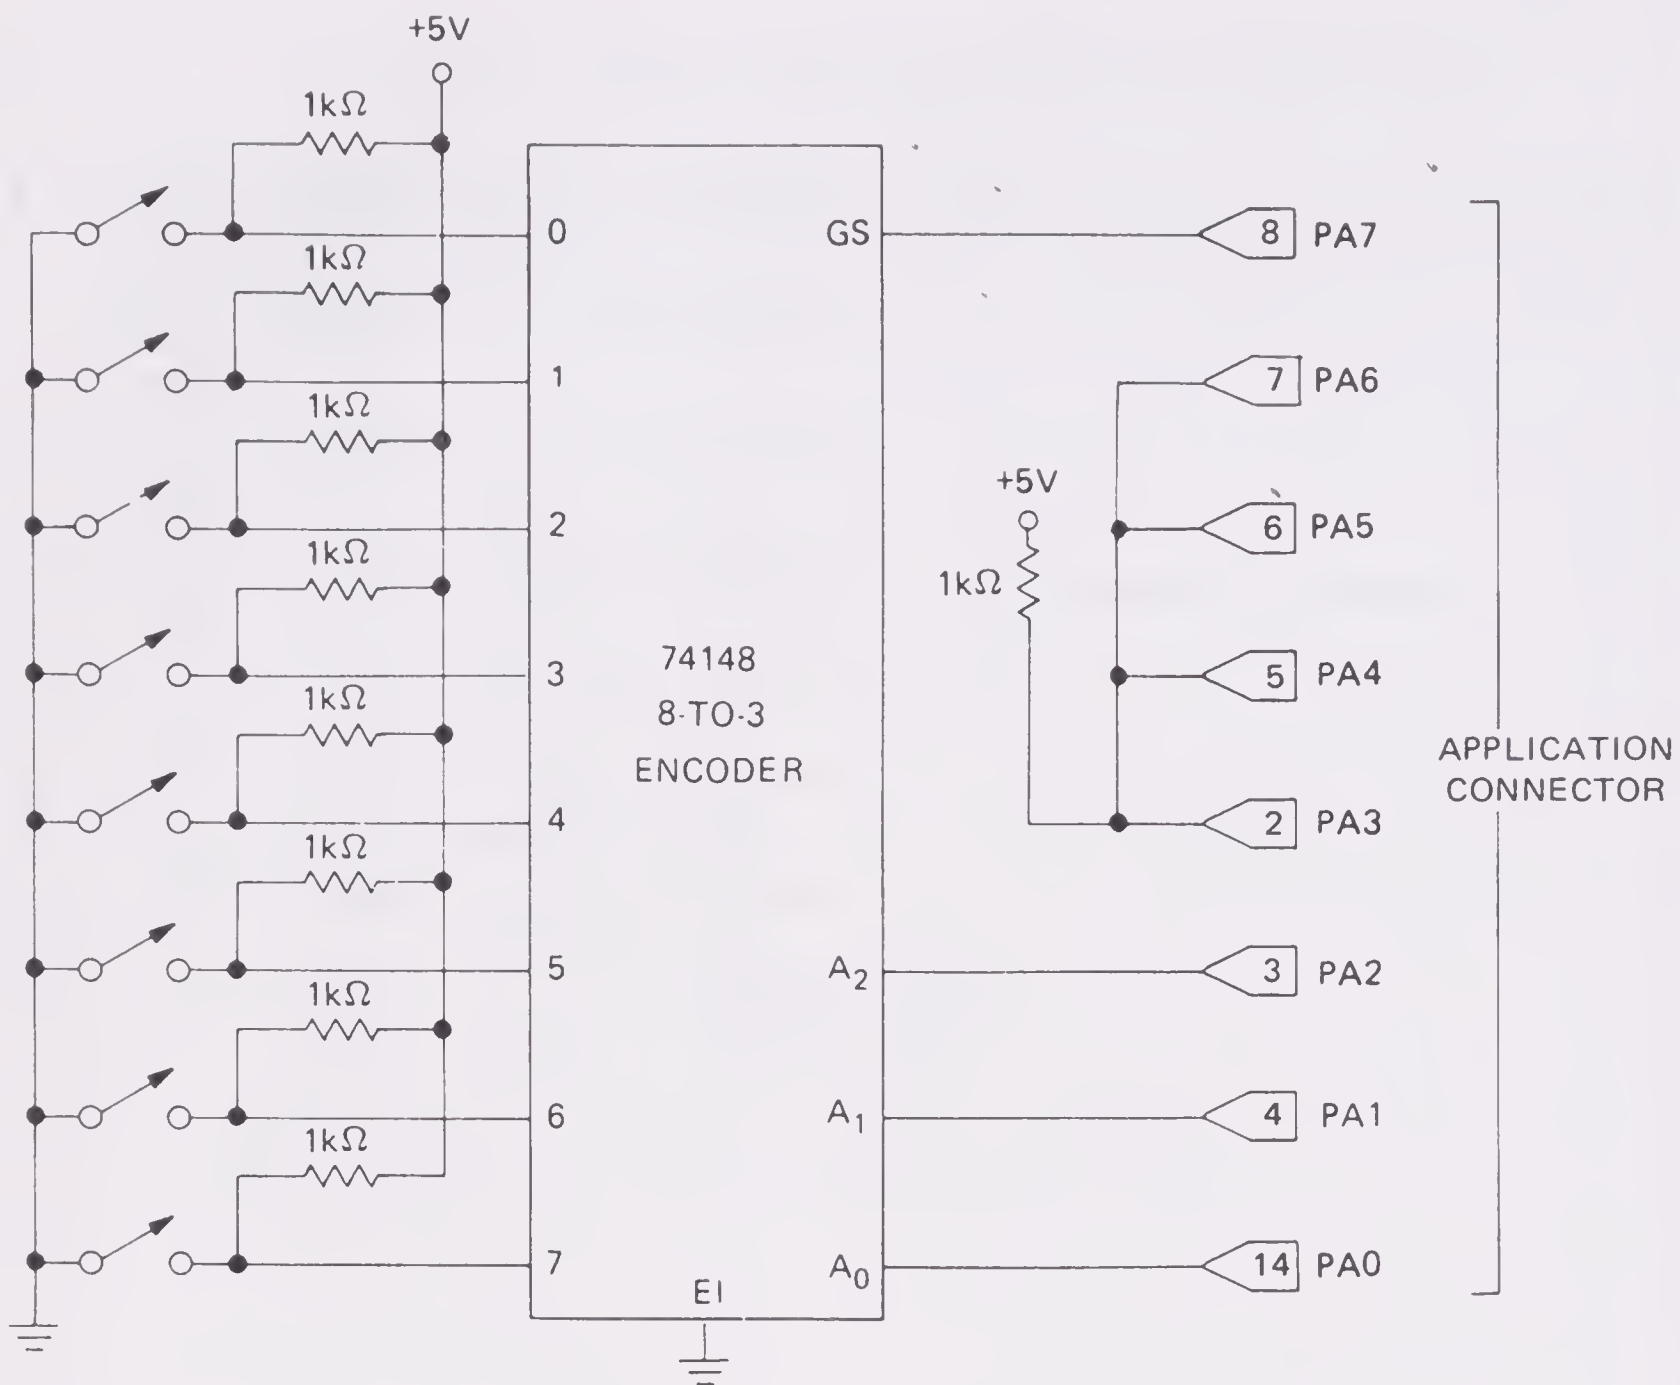 +5V
1kΩ
0
GS
8
PA7
1kΩ
1
7
PA6
1kΩ
2
+5V
6
PA5
1kΩ
1kΩ
3
74148
8-TO-3
ENCODER
5
PA4
1kΩ
4
2
PA3
APPLICATION
CONNECTOR
1kΩ
5
A2
3
PA2
1kΩ
6
A1
4
PA1
1kΩ
7
EI
A0
14
PA0